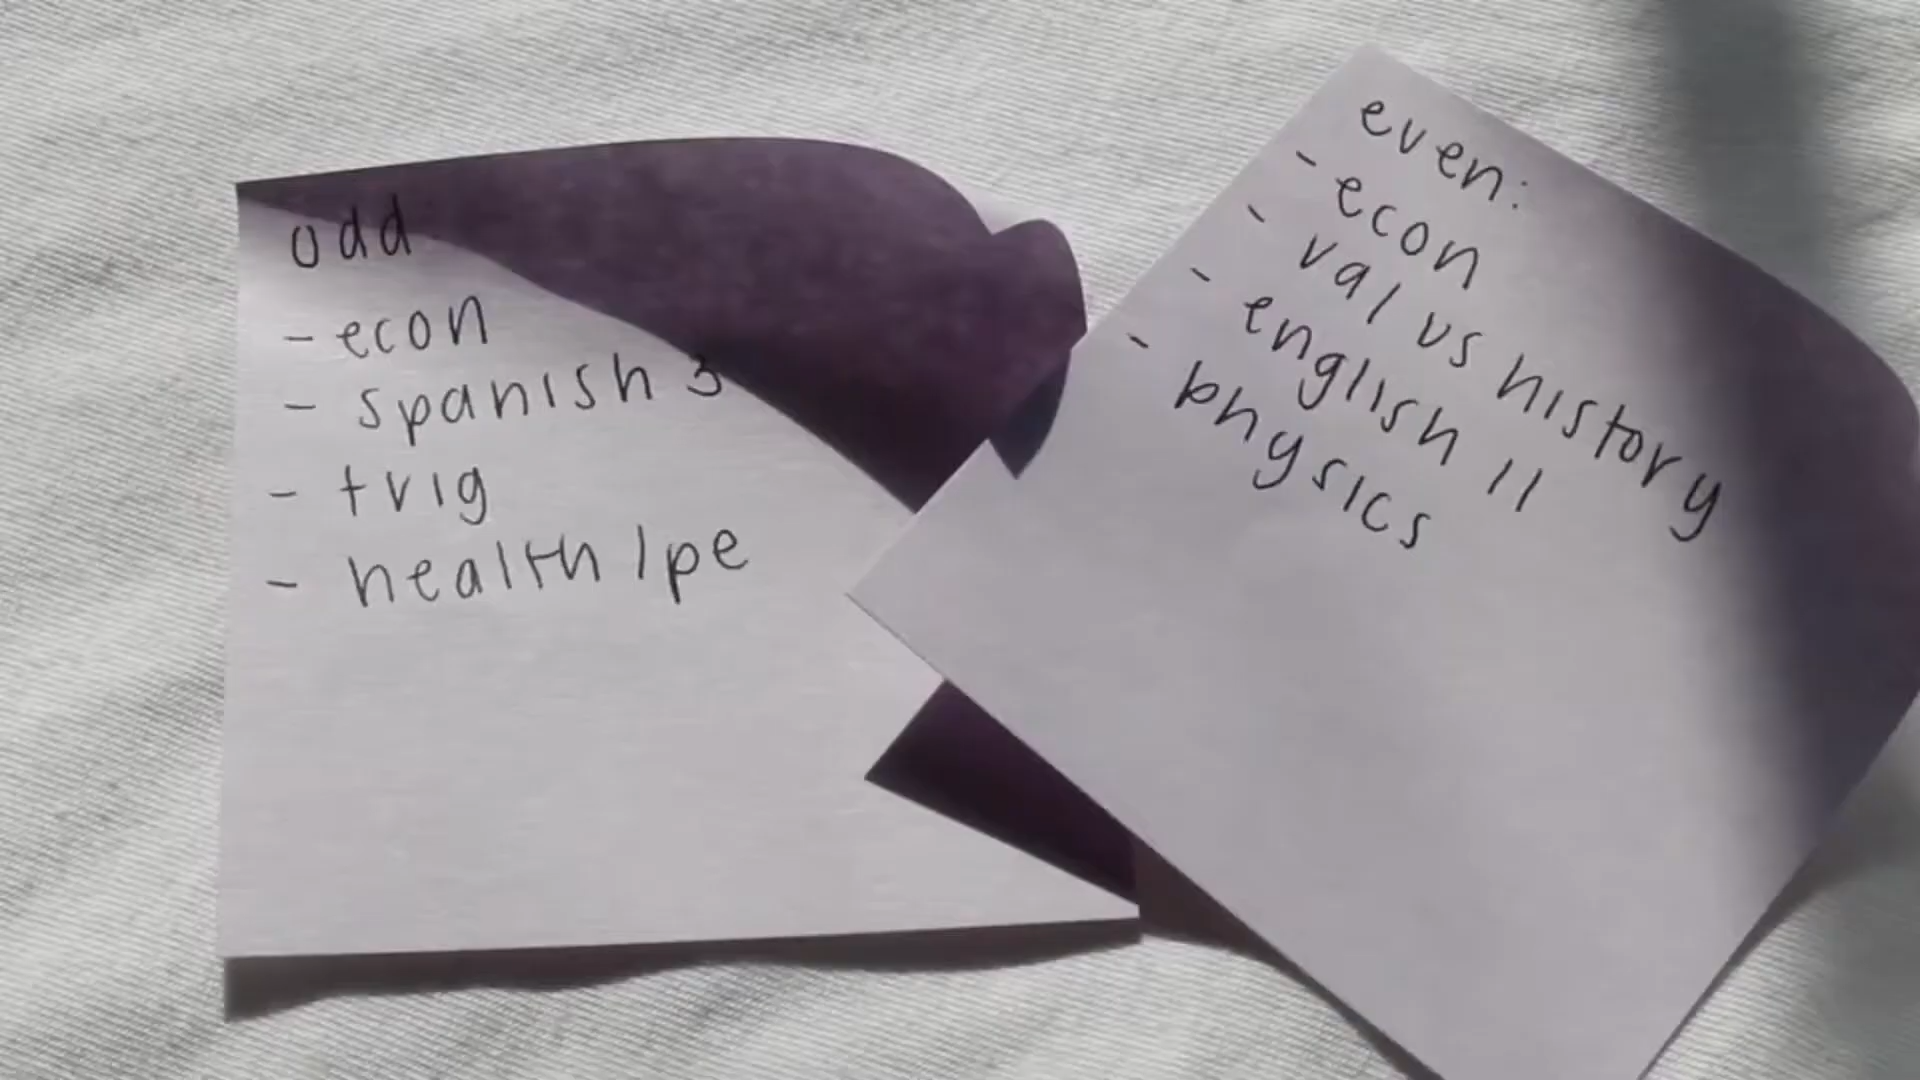 odd
- econ
- spanish 3
- trig
- health / pe
even:
- econ
- val us history
- english 11
- physics